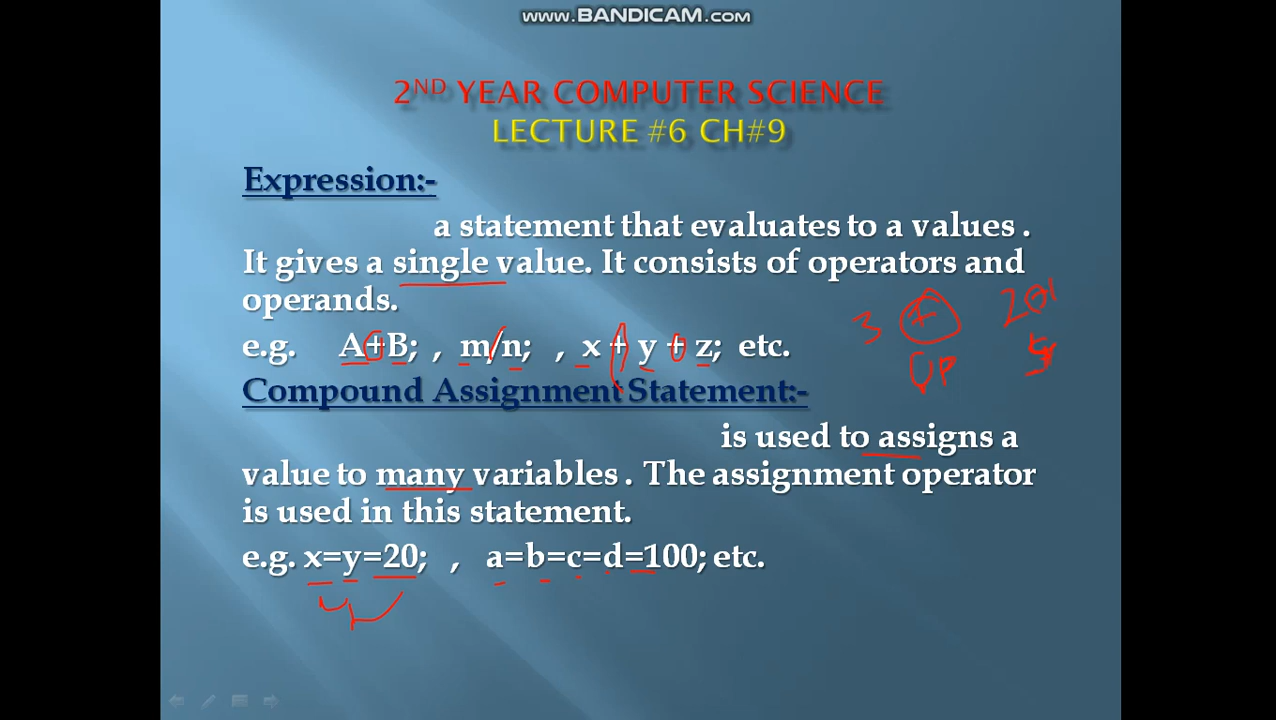 www.BANDICAM.com
2ND YEAR COMPUTER SCIENCE
LECTURE #6 CH#9
Expression:-
a statement that evaluates to a values .
It gives a single value. It consists of operators and
operands.
e.g. A+B; , m/n; , x + y + z; etc.
3 + 2
OP 5
Compound Assignment Statement:-
is used to assigns a
value to many variables . The assignment operator
is used in this statement.
e.g. x=y=20; , a=b=c=d=100; etc.